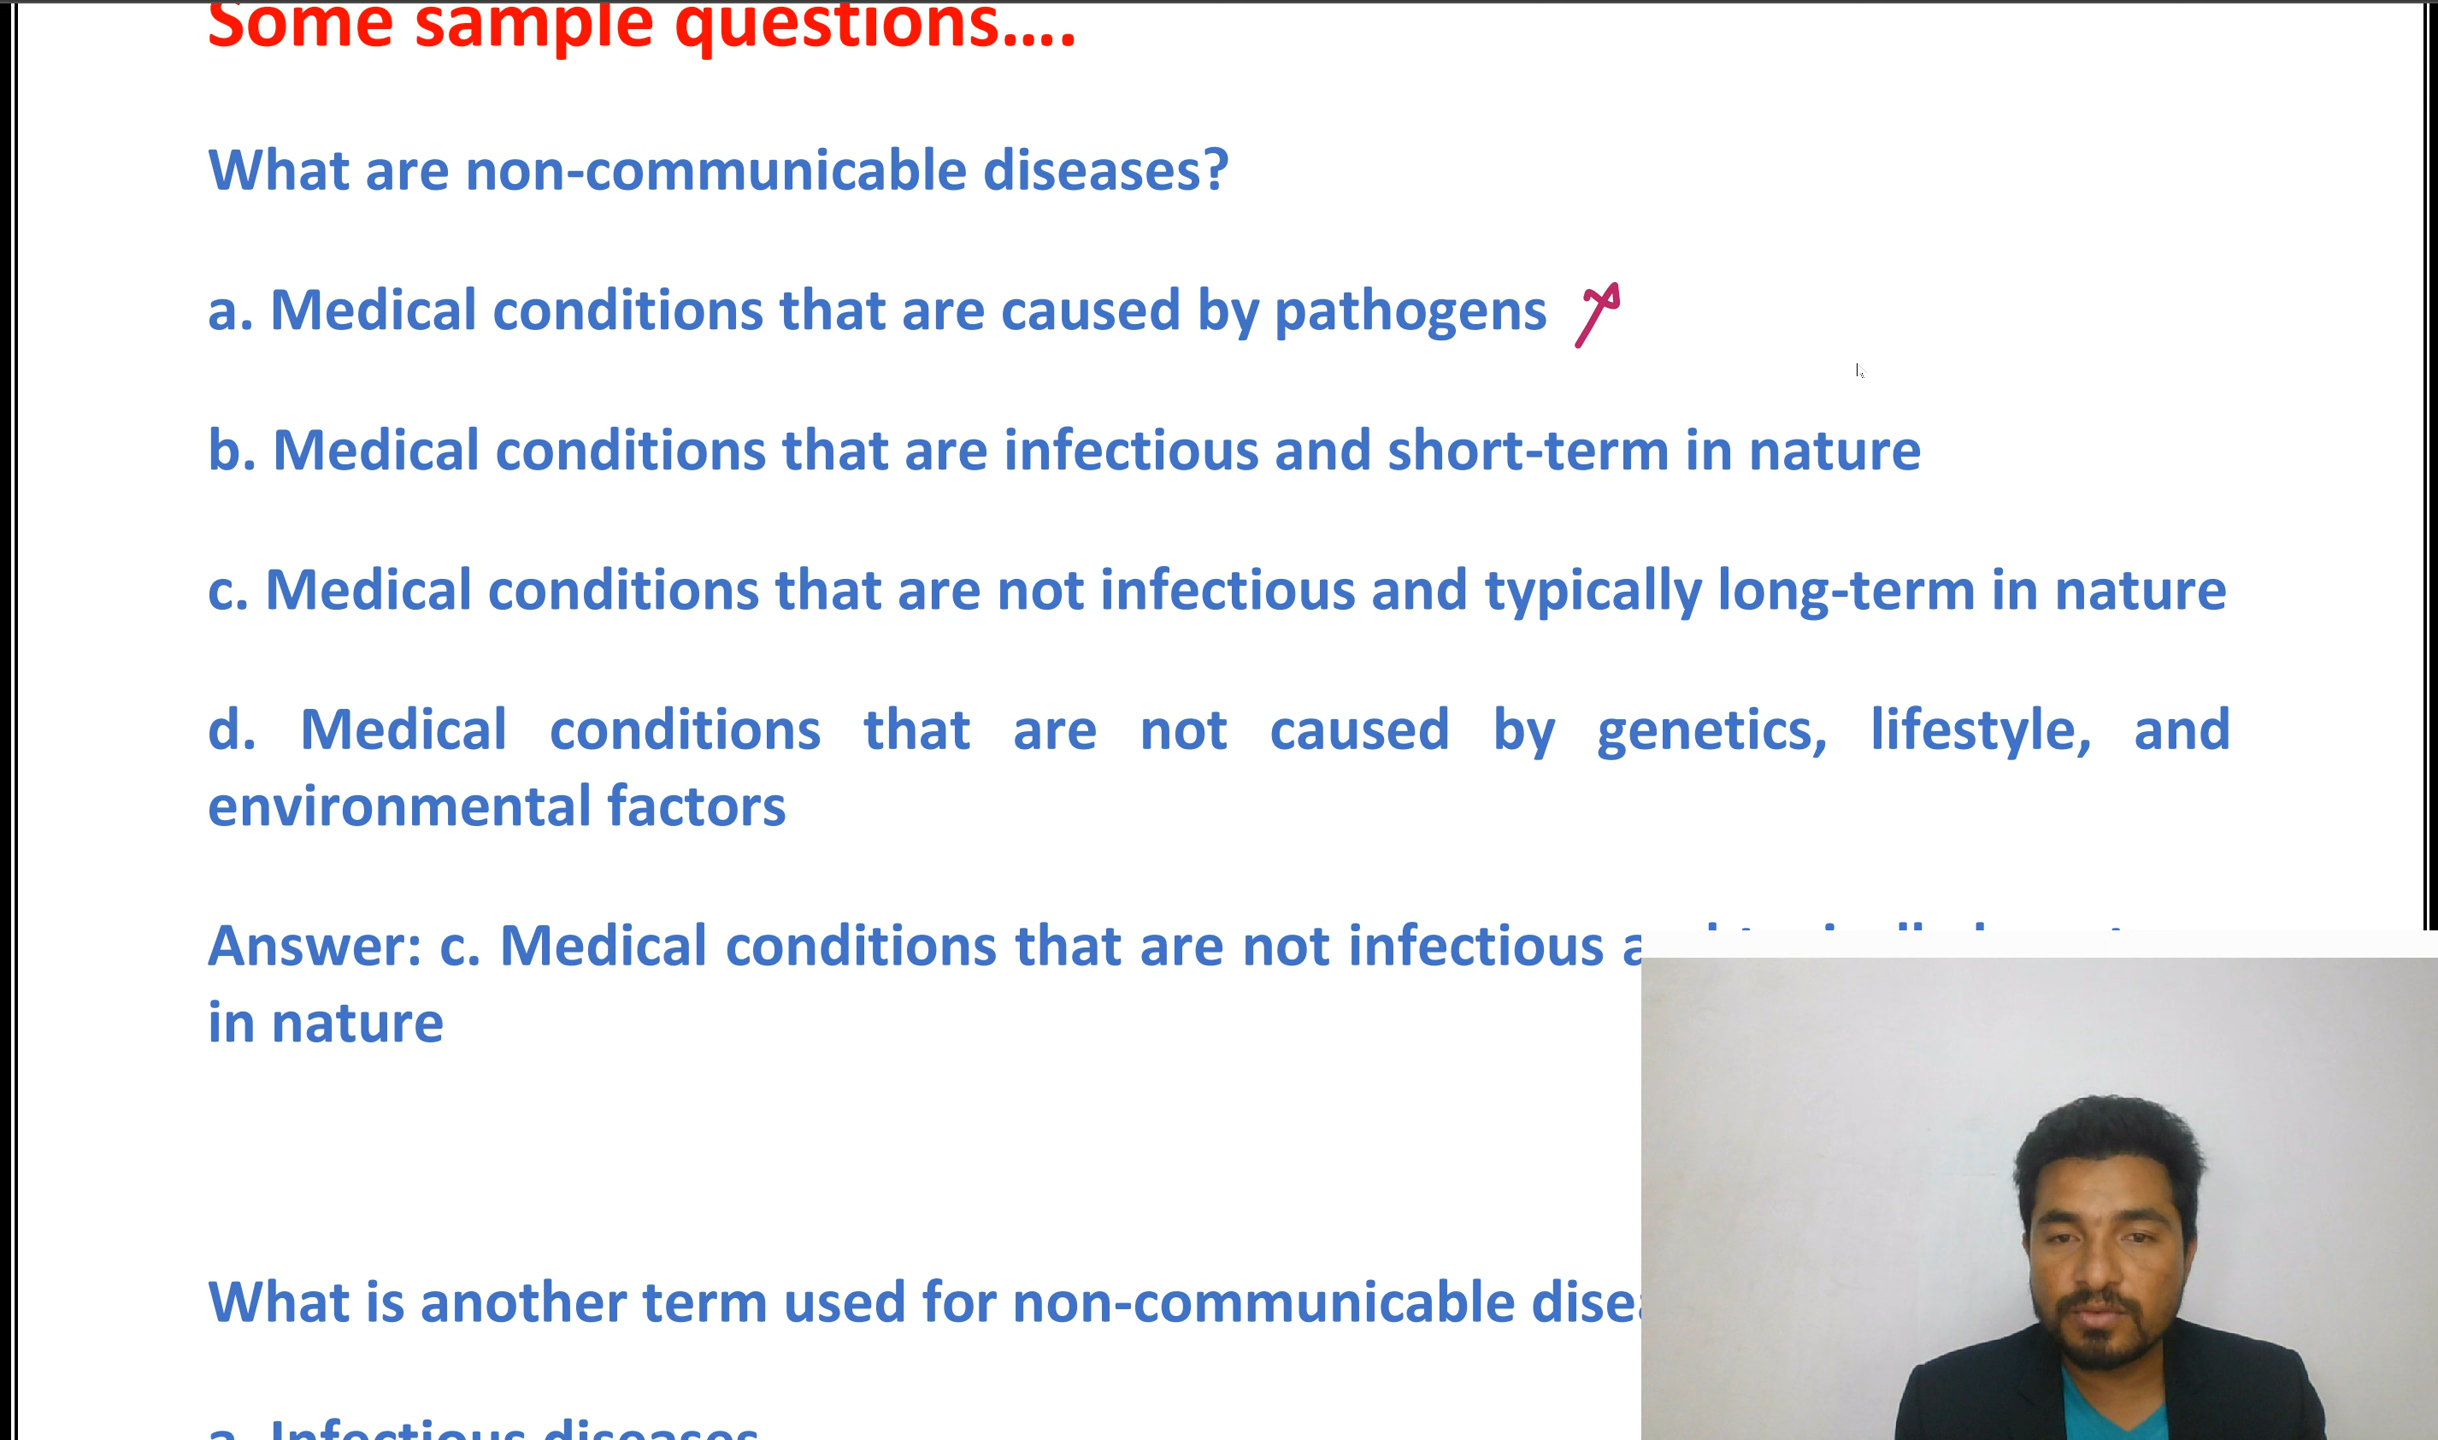 Some sample questions....
What are non-communicable diseases?
a. Medical conditions that are caused by pathogens
b. Medical conditions that are infectious and short-term in nature
c. Medical conditions that are not infectious and typically long-term in nature
d. Medical conditions that are not caused by genetics, lifestyle, and
environmental factors
Answer: c. Medical conditions that are not infectious
in nature
What is another term used for non-communicable
a. Infectious diseases